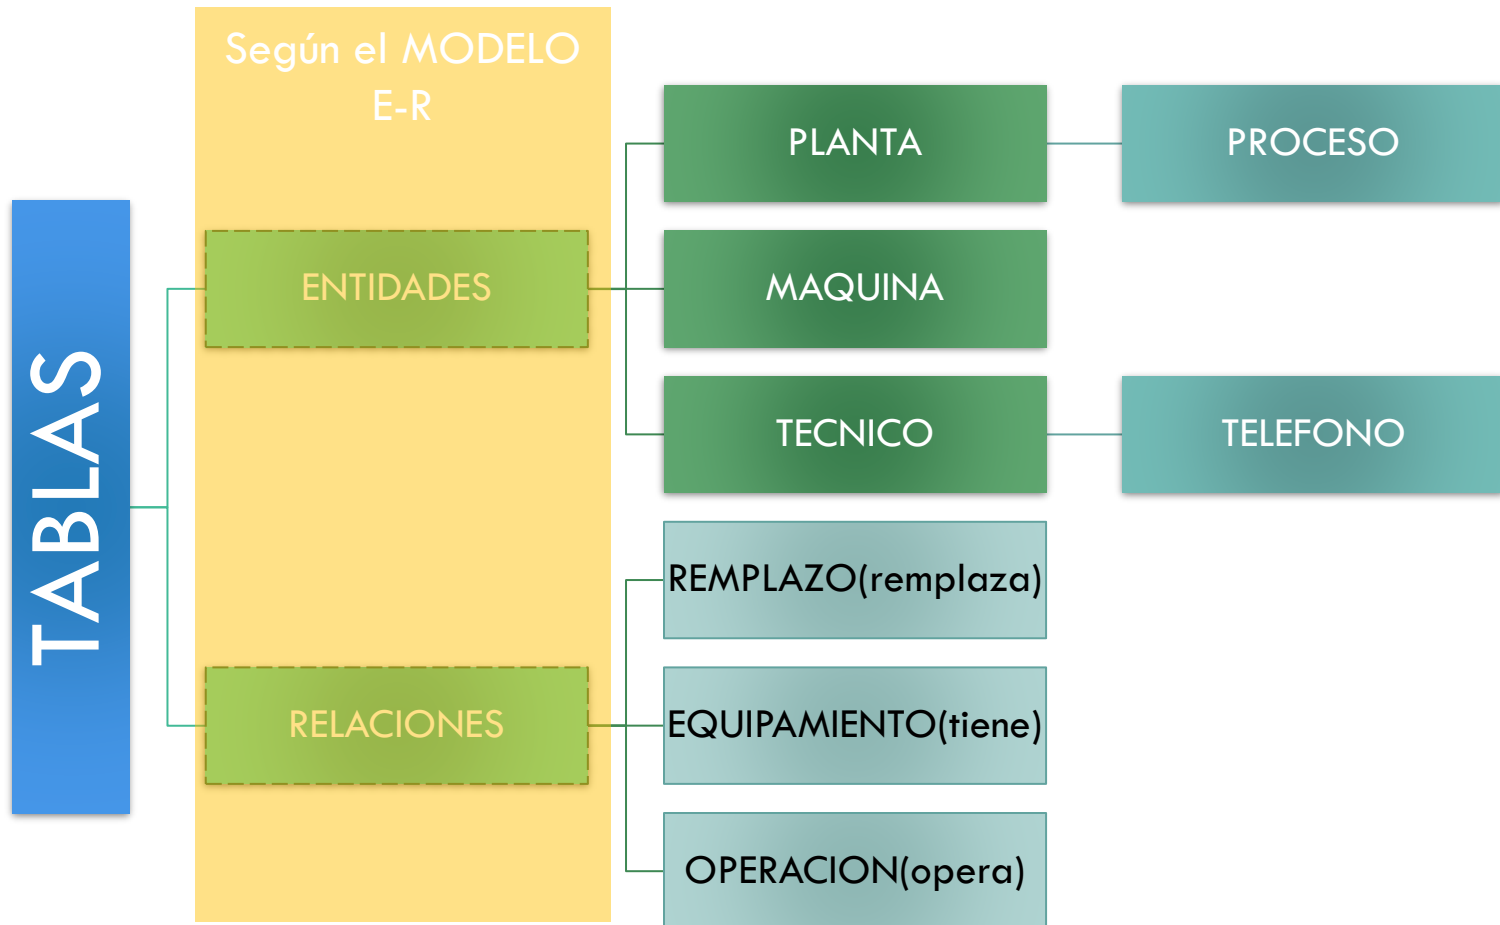 Según el MODELO
E-R
TABLAS
ENTIDADES
PLANTA
PROCESO
MAQUINA
TECNICO
TELEFONO
RELACIONES
REMPLAZO(remplaza)
EQUIPAMIENTO(tiene)
OPERACION(opera)